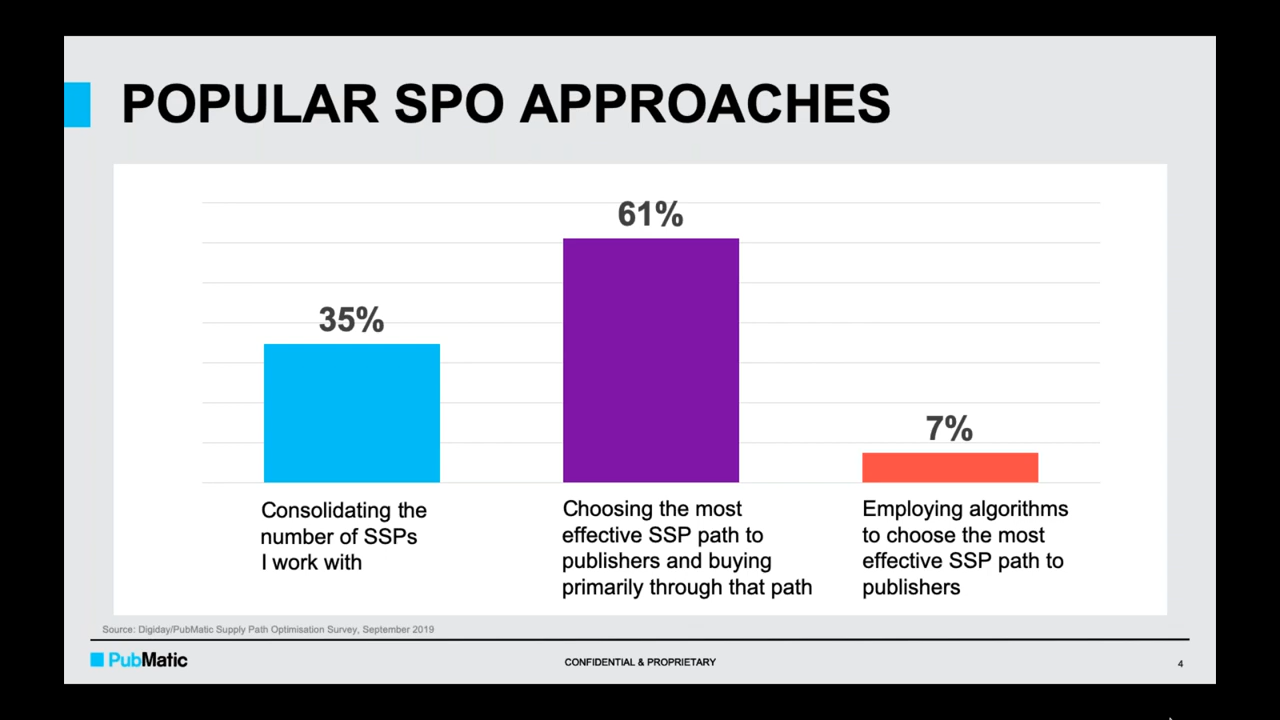 POPULAR SPO APPROACHES
61%
35%
7%
Consolidating the
number of SSPs
I work with
Choosing the most
effective SSP path to
publishers and buying
primarily through that path
Employing algorithms
to choose the most
effective SSP path to
publishers
Source: Digiday/PubMatic Supply Path Optimisation Survey, September 2019
PubMatic
CONFIDENTIAL & PROPRIETARY
4